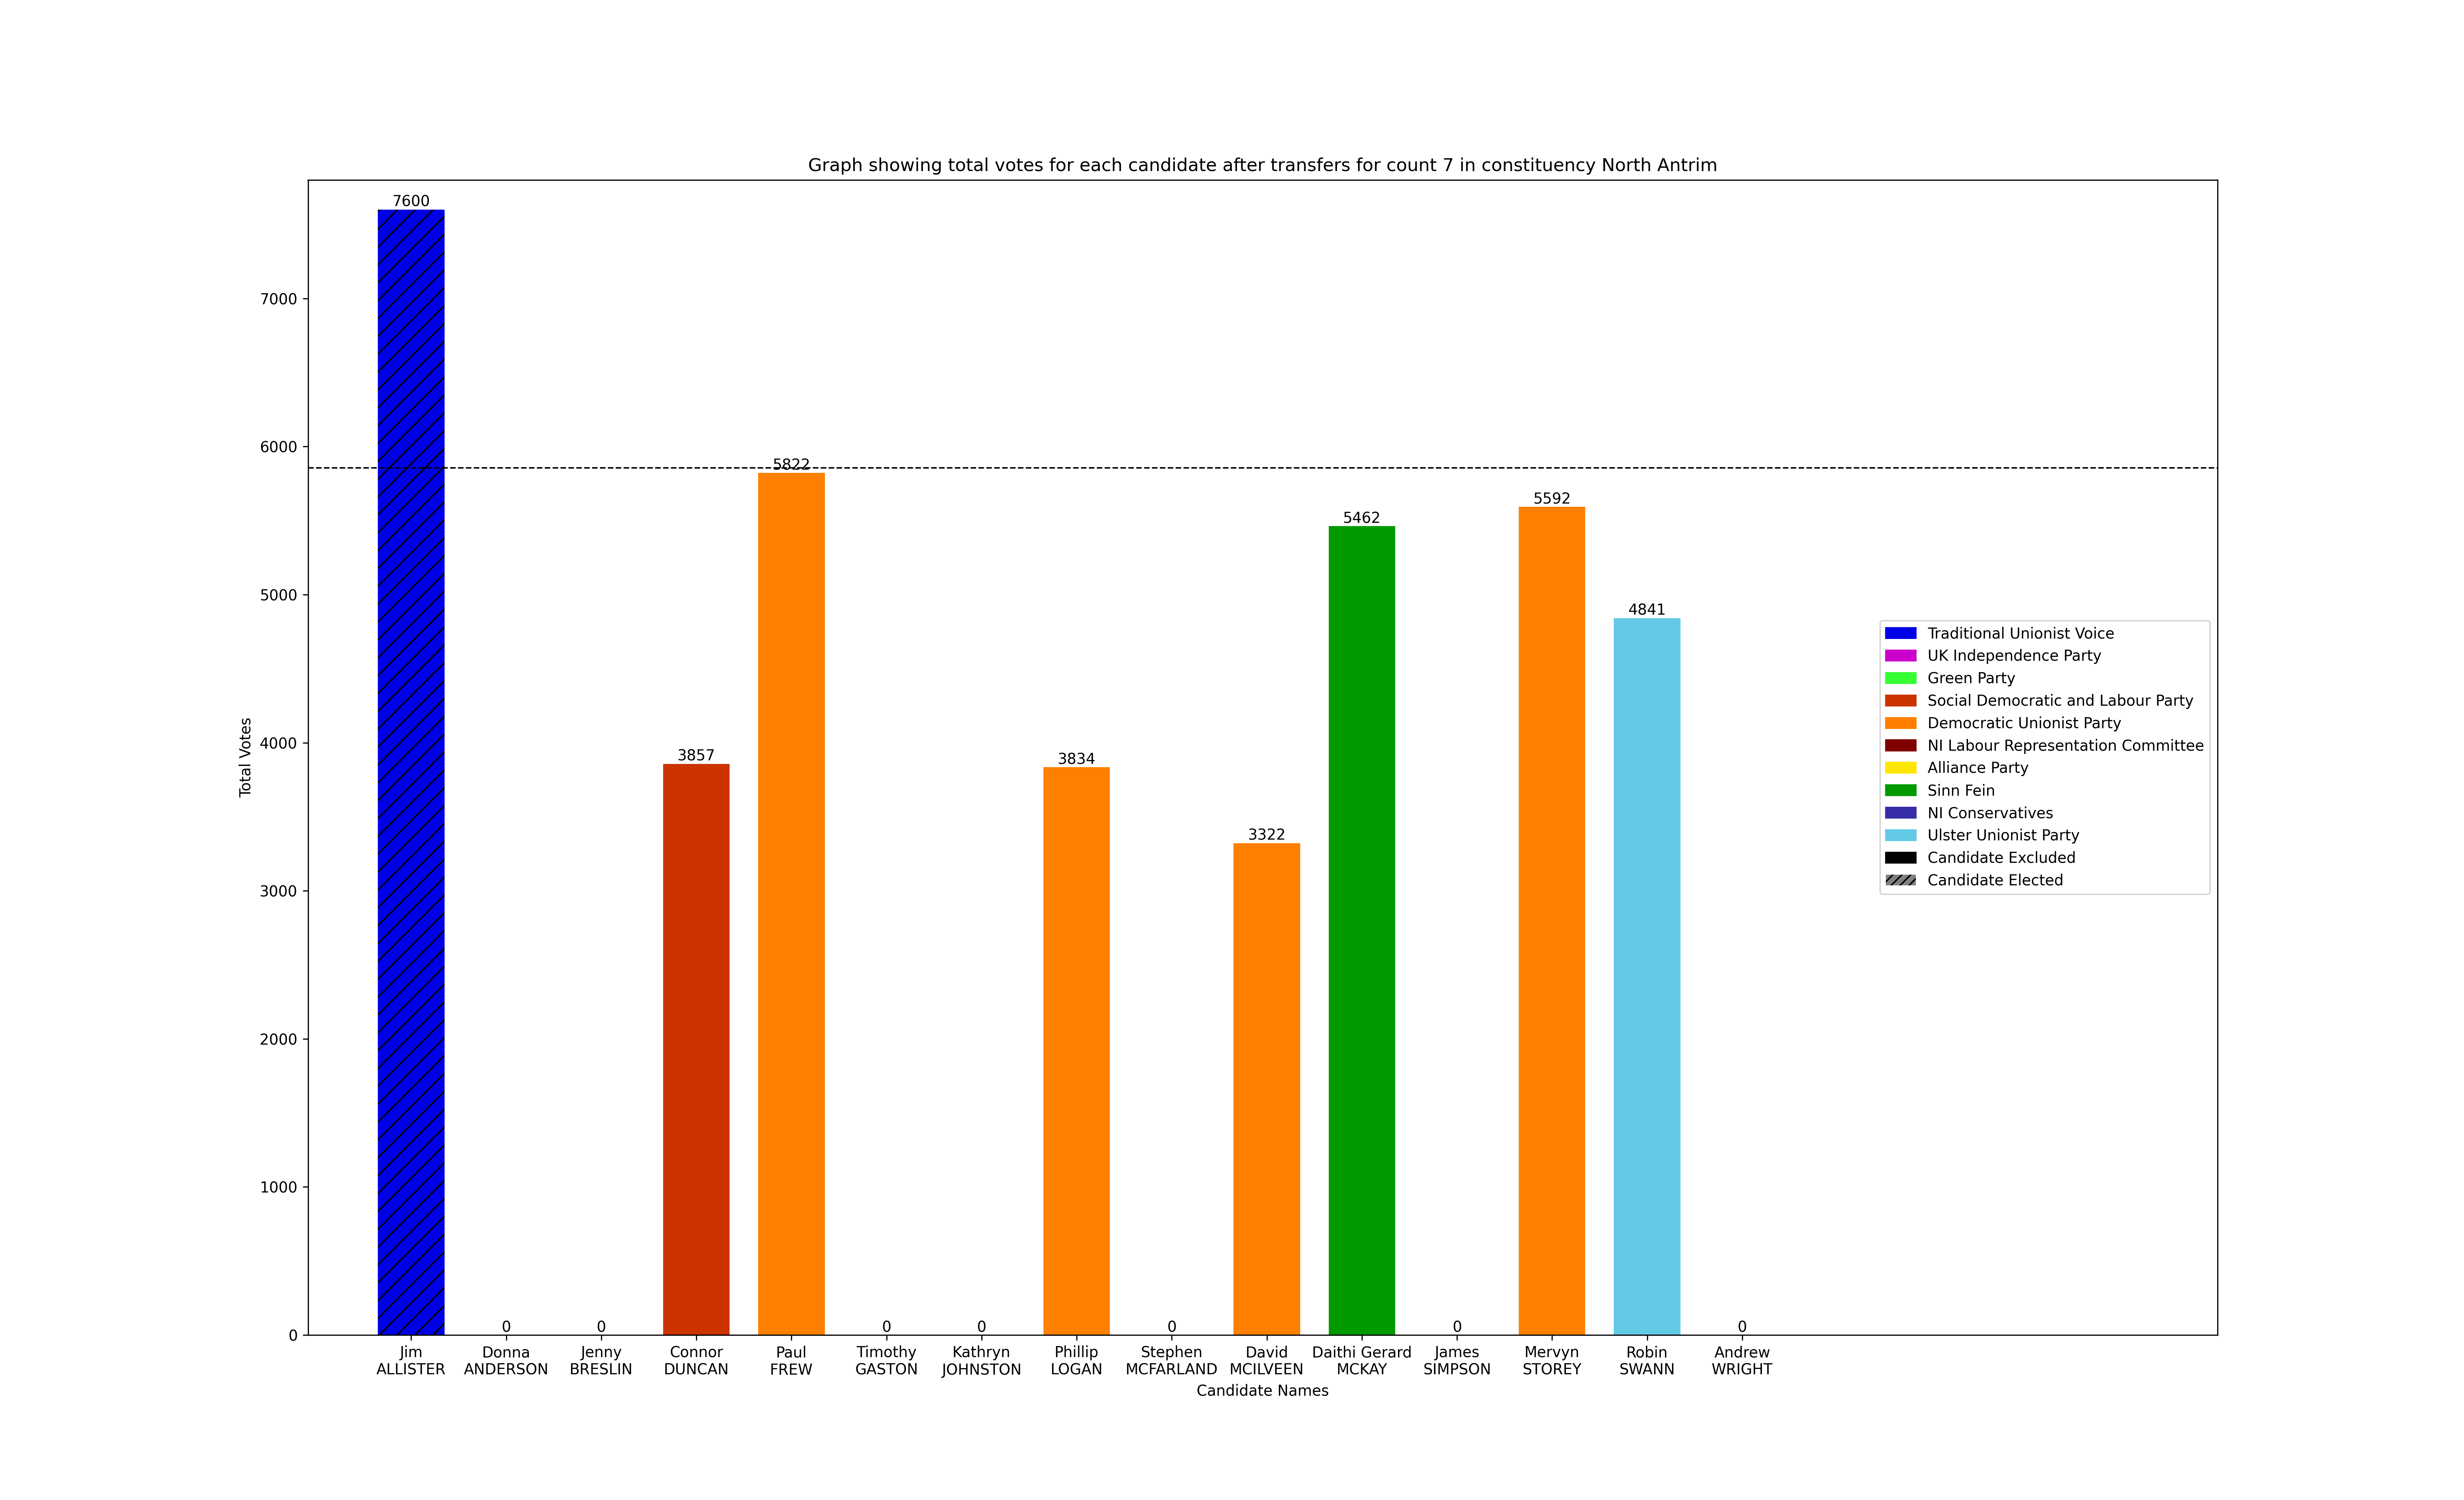 Graph showing total votes for each candidate after transfers for count 7 in constituency North Antrim
7600
7000
6000
5822
5592
5462
5000
4841
4000
3857
3834
3322
3000
2000
1000
0
0
0
0
0
0
0
0
Total Votes
Traditional Unionist Voice
UK Independence Party
Green Party
Social Democratic and Labour Party
Democratic Unionist Party
NI Labour Representation Committee
Alliance Party
Sinn Fein
NI Conservatives
Ulster Unionist Party
Candidate Excluded
Candidate Elected
Jim
ALLISTER
Donna
ANDERSON
Jenny
BRESLIN
Connor
DUNCAN
Paul
FREW
Timothy
GASTON
Kathryn
JOHNSTON
Phillip
LOGAN
Stephen
MCFARLAND
David
MCILVEEN
Daithi Gerard
MCKAY
James
SIMPSON
Mervyn
STOREY
Robin
SWANN
Andrew
WRIGHT
Candidate Names